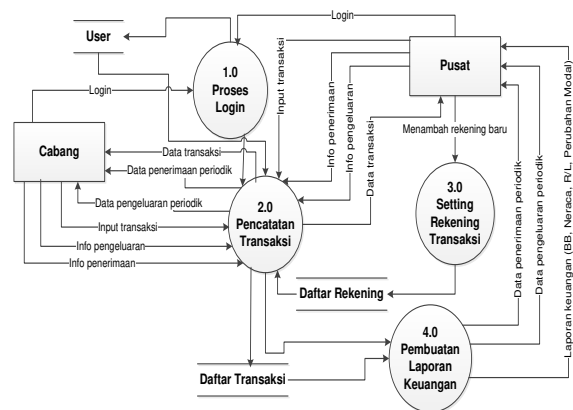 Login
User
1.0
Proses
Login
Pusat
Input transaksi
Info penerimaan
Info pengeluaran
Data transaksi
Login
Menambah rekening baru
Cabang
Data transaksi
Data penerimaan periodik
Data pengeluaran periodik
Input transaksi
Info pengeluaran
Info penerimaan
2.0
Pencatatan
Transaksi
3.0
Setting
Rekening
Transaksi
Data penerimaan periodik
Data pengeluaran periodik
Laporan keuangan (BB, Neraca, R/L, Perubahan Modal)
Daftar Rekening
4.0
Pembuatan
Laporan
Keuangan
Daftar Transaksi